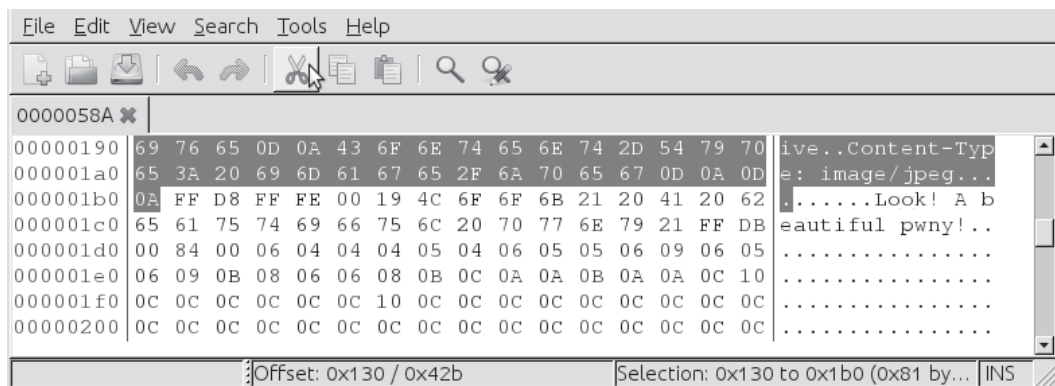 File Edit View Search Tools Help
0000058A
00000190 69 76 65 0D 0A 43 6F 6E 74 65 6E 74 2D 54 79 70 ive..Content-Typ
000001a0 65 3A 20 69 6D 61 67 65 2F 6A 70 65 67 0D 0A 0D e: image/jpeg...
000001b0 0A FF D8 FF FE 00 19 4C 6F 6F 6B 21 20 41 20 62 .......Look! A b
000001c0 65 61 75 74 69 66 75 6C 20 70 77 6E 79 21 FF DB eautiful pwny!..
000001d0 00 84 00 06 04 04 04 05 04 06 05 05 06 09 06 05 ................
000001e0 06 09 0B 08 06 06 08 0B 0C 0A 0A 0B 0A 0A 0C 10 ................
000001f0 0C 0C 0C 0C 0C 0C 10 0C 0C 0C 0C 0C 0C 0C 0C 0C ................
00000200 0C 0C 0C 0C 0C 0C 0C 0C 0C 0C 0C 0C 0C 0C 0C 0C ................
Offset: 0x130 / 0x42b Selection: 0x130 to 0x1b0 (0x81 by... INS